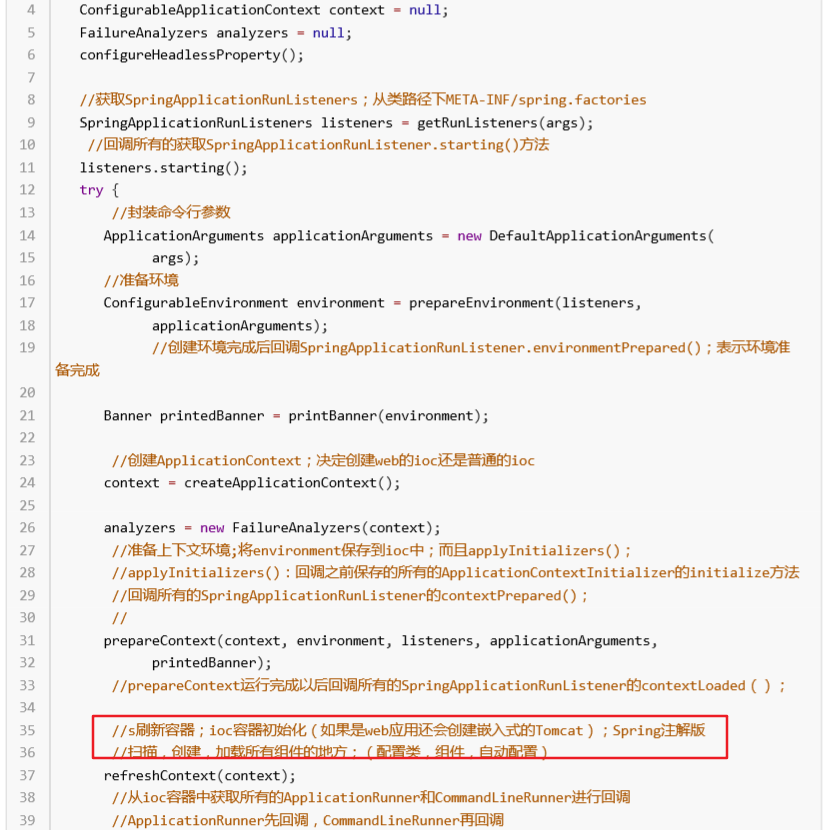 4 ConfigurableApplicationContext context = null;
5 FailureAnalyzers analyzers = null;
6 configureHeadlessProperty();
7
8 //获取SpringApplicationRunListeners；从类路径下META-INF/spring.factories
9 SpringApplicationRunListeners listeners = getRunListeners(args);
10 //回调所有的获取SpringApplicationRunListener.starting()方法
11 listeners.starting();
12 try {
13 //封装命令行参数
14 ApplicationArguments applicationArguments = new DefaultApplicationArguments(
15 args);
16 //准备环境
17 ConfigurableEnvironment environment = prepareEnvironment(listeners,
18 applicationArguments);
19 //创建环境完成后回调SpringApplicationRunListener.environmentPrepared()；表示环境准
备完成
20
21 Banner printedBanner = printBanner(environment);
22
23 //创建ApplicationContext；决定创建web的ioc还是普通的ioc
24 context = createApplicationContext();
25
26 analyzers = new FailureAnalyzers(context);
27 //准备上下文环境;将environment保存到ioc中；而且applyInitializers()；
28 //applyInitializers()：回调之前保存的所有的ApplicationContextInitializer的initialize方法
29 //回调所有的SpringApplicationRunListener的contextPrepared()；
30 //
31 prepareContext(context, environment, listeners, applicationArguments,
32 printedBanner);
33 //prepareContext运行完成以后回调所有的SpringApplicationRunListener的contextLoaded（）；
34
35 //s刷新容器；ioc容器初始化（如果是web应用还会创建嵌入式的Tomcat）；Spring注解版
36 //扫描，创建，加载所有组件的地方；（配置类，组件，自动配置）
37 refreshContext(context);
38 //从ioc容器中获取所有的ApplicationRunner和CommandLineRunner进行回调
39 //ApplicationRunner先回调，CommandLineRunner再回调